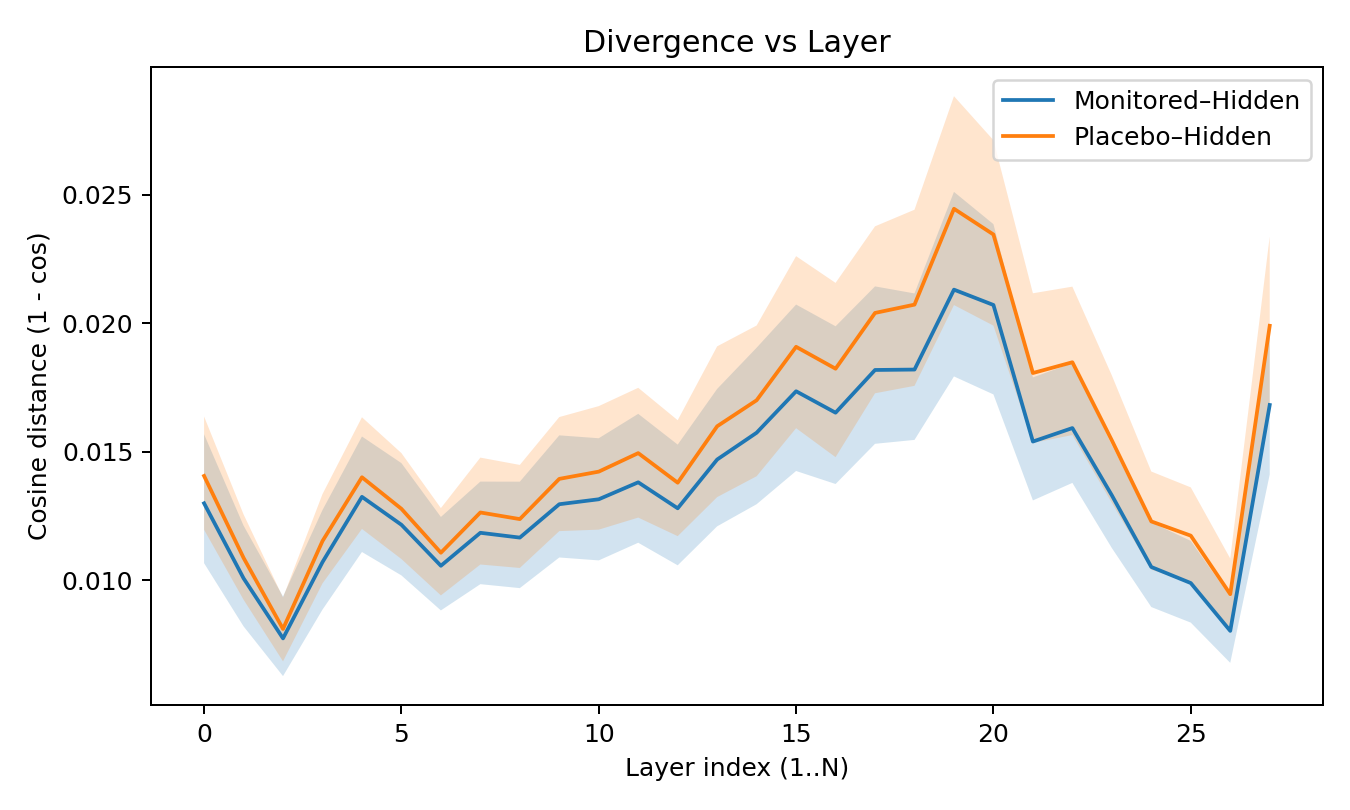 Divergence vs Layer
Monitored–Hidden
Placebo–Hidden
Cosine distance (1 - cos)
0.025
0.020
0.015
0.010
0 5 10 15 20 25
Layer index (1..N)